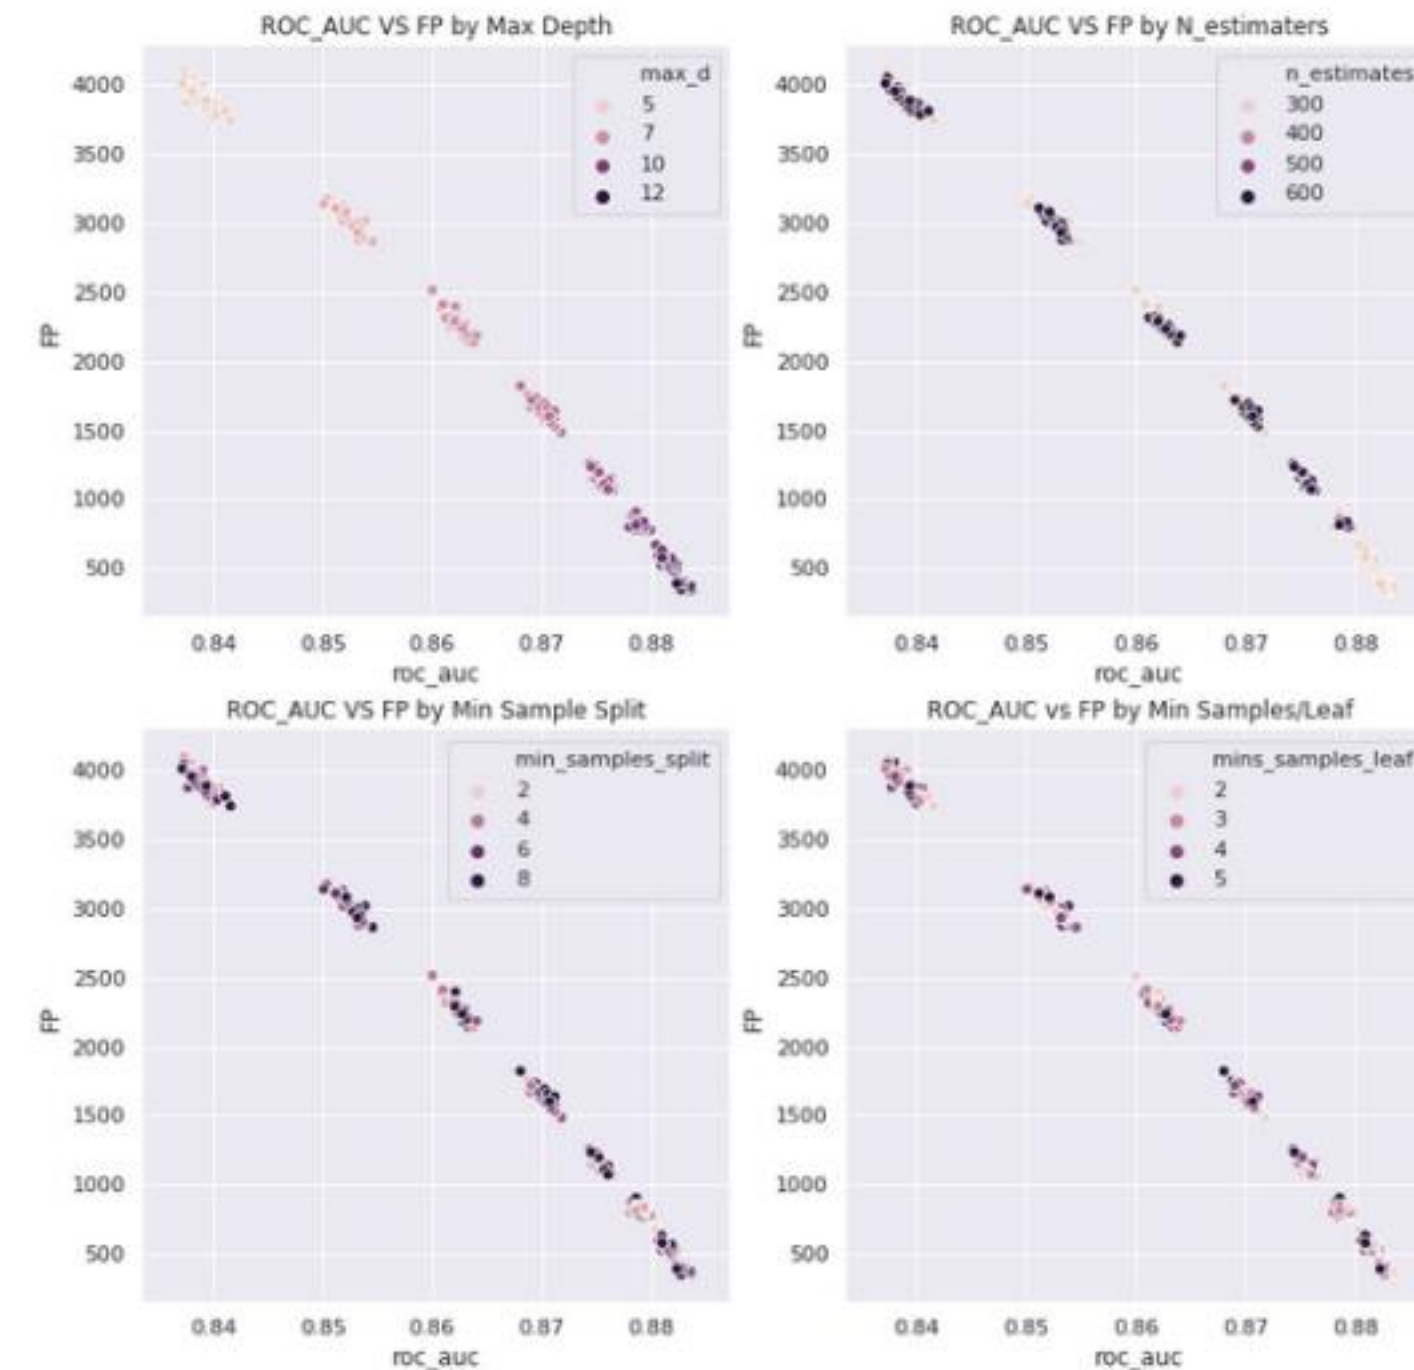 ROC_AUC VS FP by Max Depth
4000
3500
3000
2500
2000
1500
1000
500
FP
max_d
5
7
10
12
0.84 0.85 0.86 0.87 0.88
roc_auc
ROC_AUC VS FP by N_estimaters
4000
3500
3000
2500
2000
1500
1000
500
FP
n_estimates
300
400
500
600
0.84 0.85 0.86 0.87 0.88
roc_auc
ROC_AUC VS FP by Min Sample Split
4000
3500
3000
2500
2000
1500
1000
500
FP
min_samples_split
2
4
6
8
0.84 0.85 0.86 0.87 0.88
roc_auc
ROC_AUC vs FP by Min Samples/Leaf
4000
3500
3000
2500
2000
1500
1000
500
FP
mins_samples_leaf
2
3
4
5
0.84 0.85 0.86 0.87 0.88
roc_auc